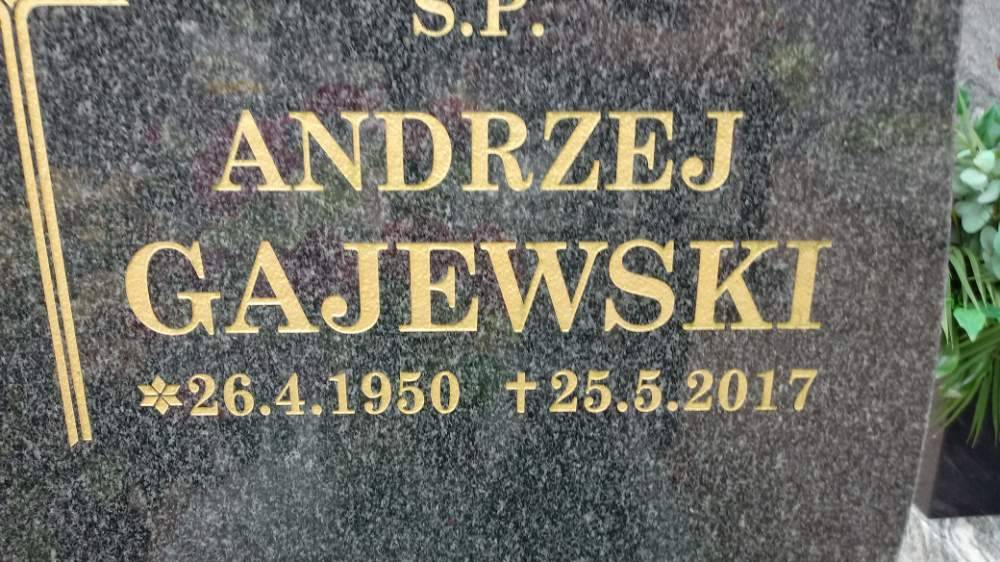 Ś.P.
ANDRZEJ
GAJEWSKI
*26.4.1950 †25.5.2017